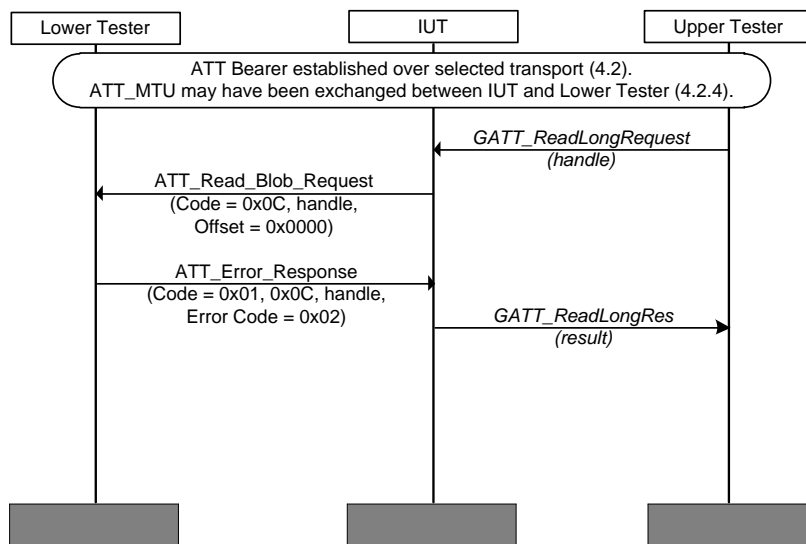 Lower Tester
IUT
Upper Tester
ATT Bearer established over selected transport (4.2).
ATT_MTU may have been exchanged between IUT and Lower Tester (4.2.4).
GATT_ReadLongRequest
(handle)
ATT_Read_Blob_Request
(Code = 0x0C, handle,
Offset = 0x0000)
ATT_Error_Response
(Code = 0x01, 0x0C, handle,
Error Code = 0x02)
GATT_ReadLongRes
(result)